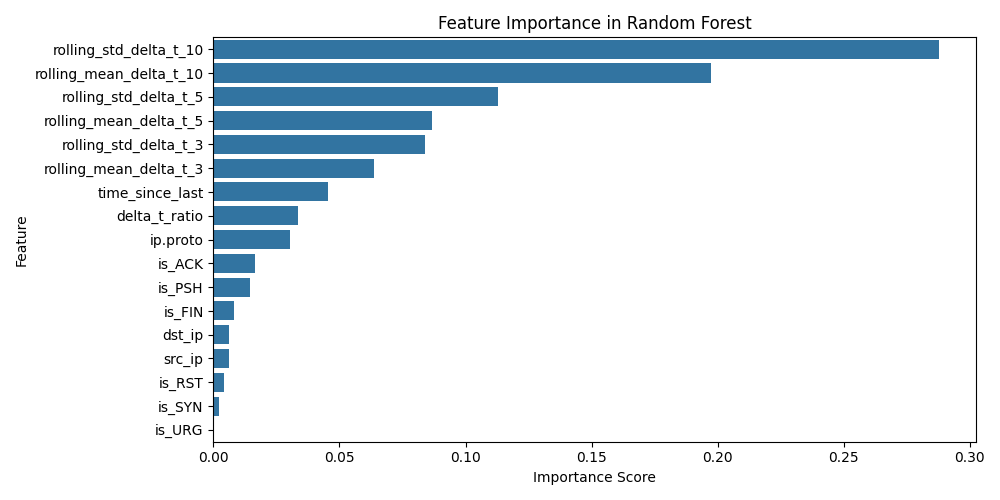 Feature Importance in Random Forest
rolling_std_delta_t_10
rolling_mean_delta_t_10
rolling_std_delta_t_5
rolling_mean_delta_t_5
rolling_std_delta_t_3
rolling_mean_delta_t_3
time_since_last
delta_t_ratio
ip.proto
is_ACK
is_PSH
is_FIN
dst_ip
src_ip
is_RST
is_SYN
is_URG
Feature
0.00 0.05 0.10 0.15 0.20 0.25 0.30
Importance Score